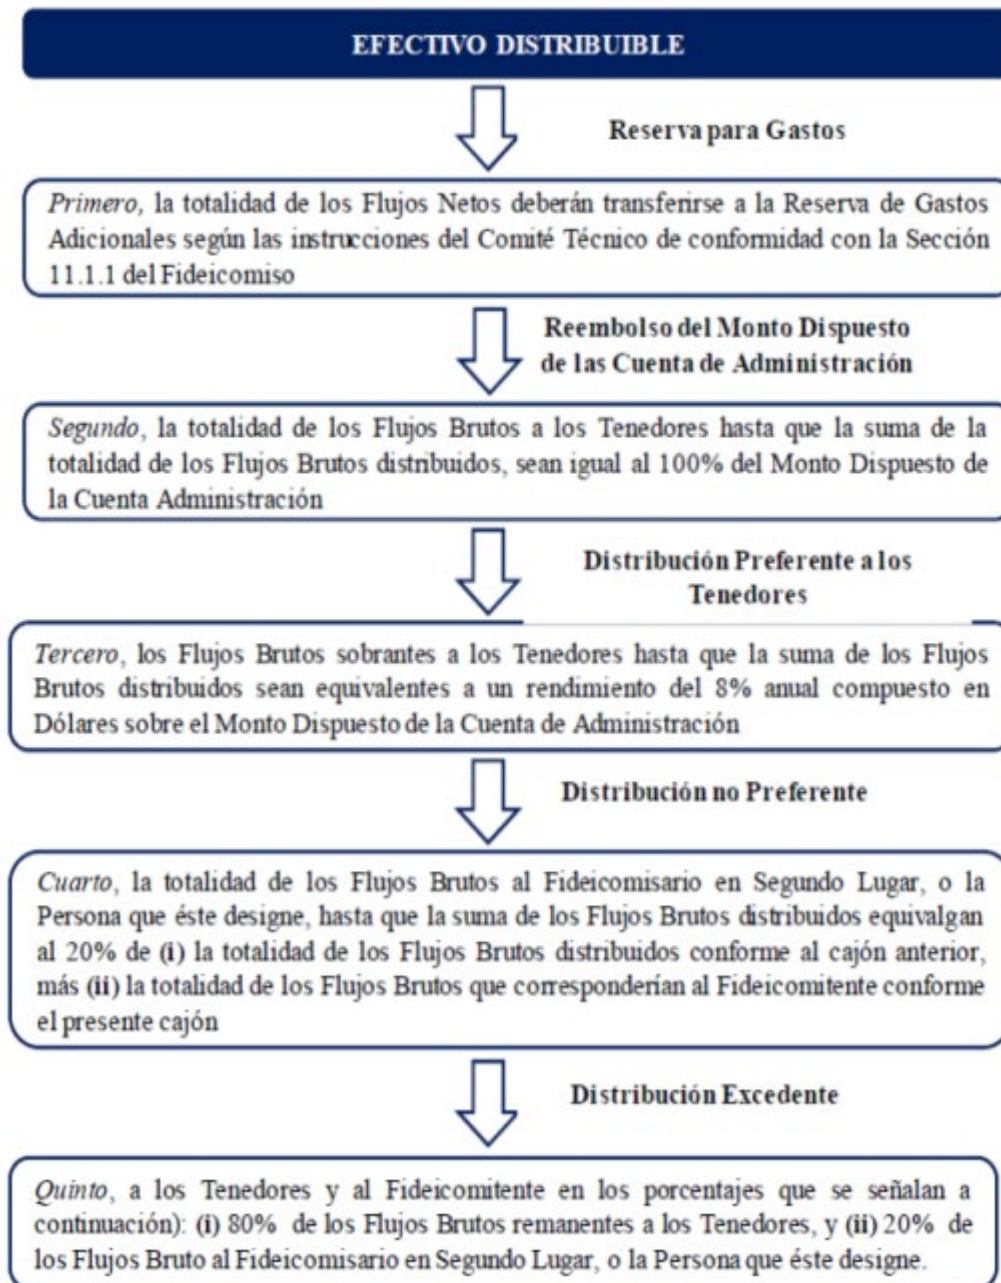 EFECTIVO DISTRIBUIBLE
Reserva para Gastos
Primero, la totalidad de los Flujos Netos deberán transferirse a la Reserva de Gastos
Adicionales según las instrucciones del Comité Técnico de conformidad con la Sección
11.1.1 del Fideicomiso
Reembolso del Monto Dispuesto
de las Cuenta de Administración
Segundo, la totalidad de los Flujos Brutos a los Tenedores hasta que la suma de la
totalidad de los Flujos Brutos distribuidos, sean igual al 100% del Monto Dispuesto de
la Cuenta Administración
Distribución Preferente a los
Tenedores
Tercero, los Flujos Brutos sobrantes a los Tenedores hasta que la suma de los Flujos
Brutos distribuidos sean equivalentes a un rendimiento del 8% anual compuesto en
Dólares sobre el Monto Dispuesto de la Cuenta de Administración
Distribución no Preferente
Cuarto, la totalidad de los Flujos Brutos al Fideicomisario en Segundo Lugar, o la
Persona que éste designe, hasta que la suma de los Flujos Brutos distribuidos equivalgan
al 20% de (i) la totalidad de los Flujos Brutos distribuidos conforme al cajón anterior,
más (ii) la totalidad de los Flujos Brutos que corresponderían al Fideicomitente conforme
el presente cajón
Distribución Excedente
Quinto, a los Tenedores y al Fideicomitente en los porcentajes que se señalan a
continuación): (i) 80% de los Flujos Brutos remanentes a los Tenedores, y (ii) 20% de
los Flujos Bruto al Fideicomisario en Segundo Lugar, o la Persona que éste designe.